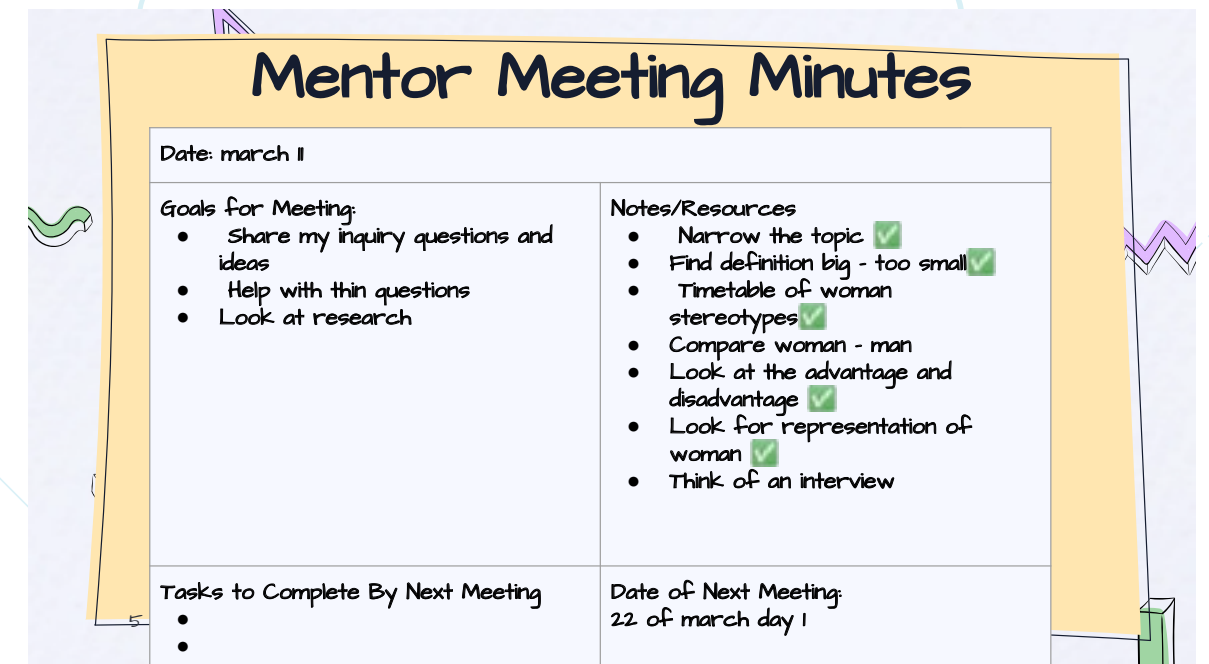 Mentor Meeting Minutes
Date: march 11
Goals for Meeting:
● Share my inquiry questions and
ideas
● Help with thin questions
● Look at research
Notes/Resources
● Narrow the topic ✅
● Find definition big - too small✅
● Timetable of woman
stereotypes✅
● Compare woman - man
● Look at the advantage and
disadvantage ✅
● Look for representation of
woman ✅
● Think of an interview
Tasks to Complete By Next Meeting
●
●
Date of Next Meeting:
22 of march day 1
5